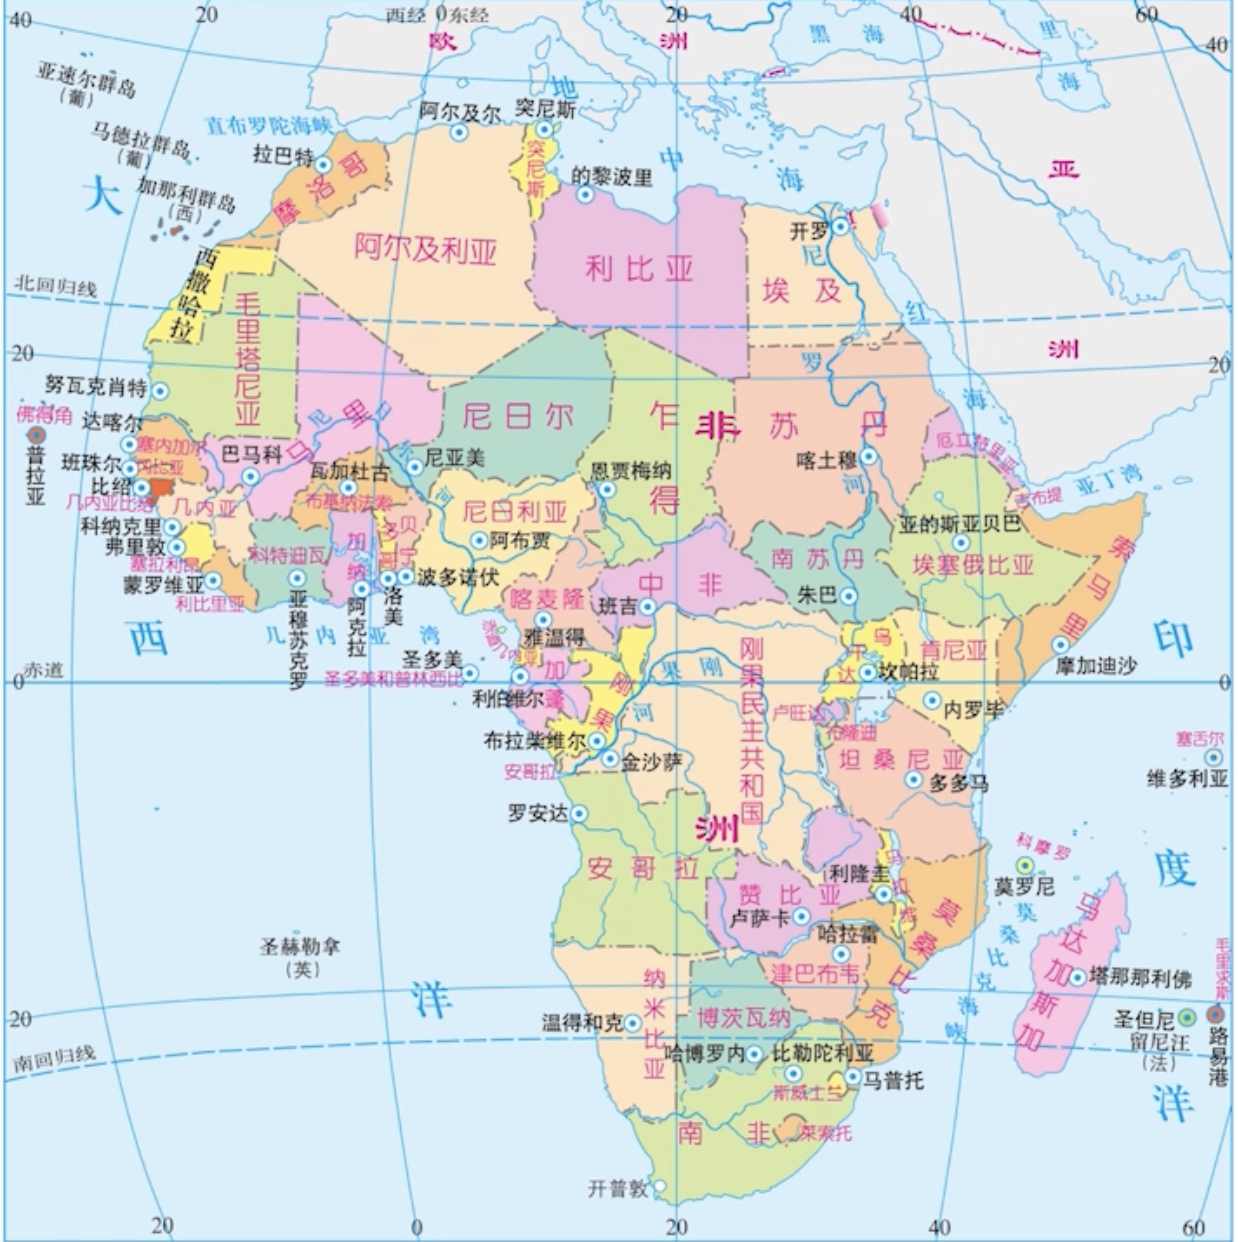 40
20
西经 0 东经
20
40
60
40
欧
洲
黑 海
里
海
亚速尔群岛
(葡)
地
中
海
阿尔及尔
突尼斯
直布罗陀海峡
马德拉群岛
(葡)
拉巴特
摩洛哥
突尼斯
的黎波里
亚
大
加那利群岛
(西)
开罗
尼
西撒哈拉
阿尔及利亚
利比亚
埃及
北回归线
毛里塔尼亚
红
海
罗
洲
20
20
努瓦克肖特
马里
尼日尔
乍得
非
苏丹
佛得角
普拉亚
达喀尔
塞内加尔
尼
日
尔
河
厄立特里亚
班珠尔
冈比亚
巴马科
瓦加杜古
尼亚美
恩贾梅纳
喀土穆
河
吉布提
亚丁湾
比绍
几内亚比绍
几内亚
布基纳法索
尼日利亚
科纳克里
弗里敦
塞拉利昂
科特迪瓦
加纳
贝宁
阿布贾
亚的斯亚贝巴
南苏丹
埃塞俄比亚
索马里
蒙罗维亚
利比里亚
亚穆苏克罗
阿克拉
洛美
波多诺伏
喀麦隆
中非
班吉
朱巴
西
几内亚湾
雅温得
乌干达
肯尼亚
印
赤道
0
圣多美
圣多美和普林西比
加蓬
刚果
刚果民主共和国
果
刚
河
坎帕拉
摩加迪沙
0
利伯维尔
卢旺达
布隆迪
内罗毕
布拉柴维尔
安哥拉
金沙萨
坦桑尼亚
多多马
塞舌尔
维多利亚
罗安达
洲
安哥拉
赞比亚
利隆圭
科摩罗
莫罗尼
度
卢萨卡
哈拉雷
莫桑比克
莫桑比克海峡
马达加斯加
塔那那利佛
毛里求斯
圣赫勒拿
(英)
洋
纳米比亚
津巴布韦
20
温得和克
博茨瓦纳
圣但尼
留尼汪
(法)
路易港
南回归线
哈博罗内
比勒陀利亚
马普托
斯威士兰
洋
南非
莱索托
开普敦
20
0
20
40
60